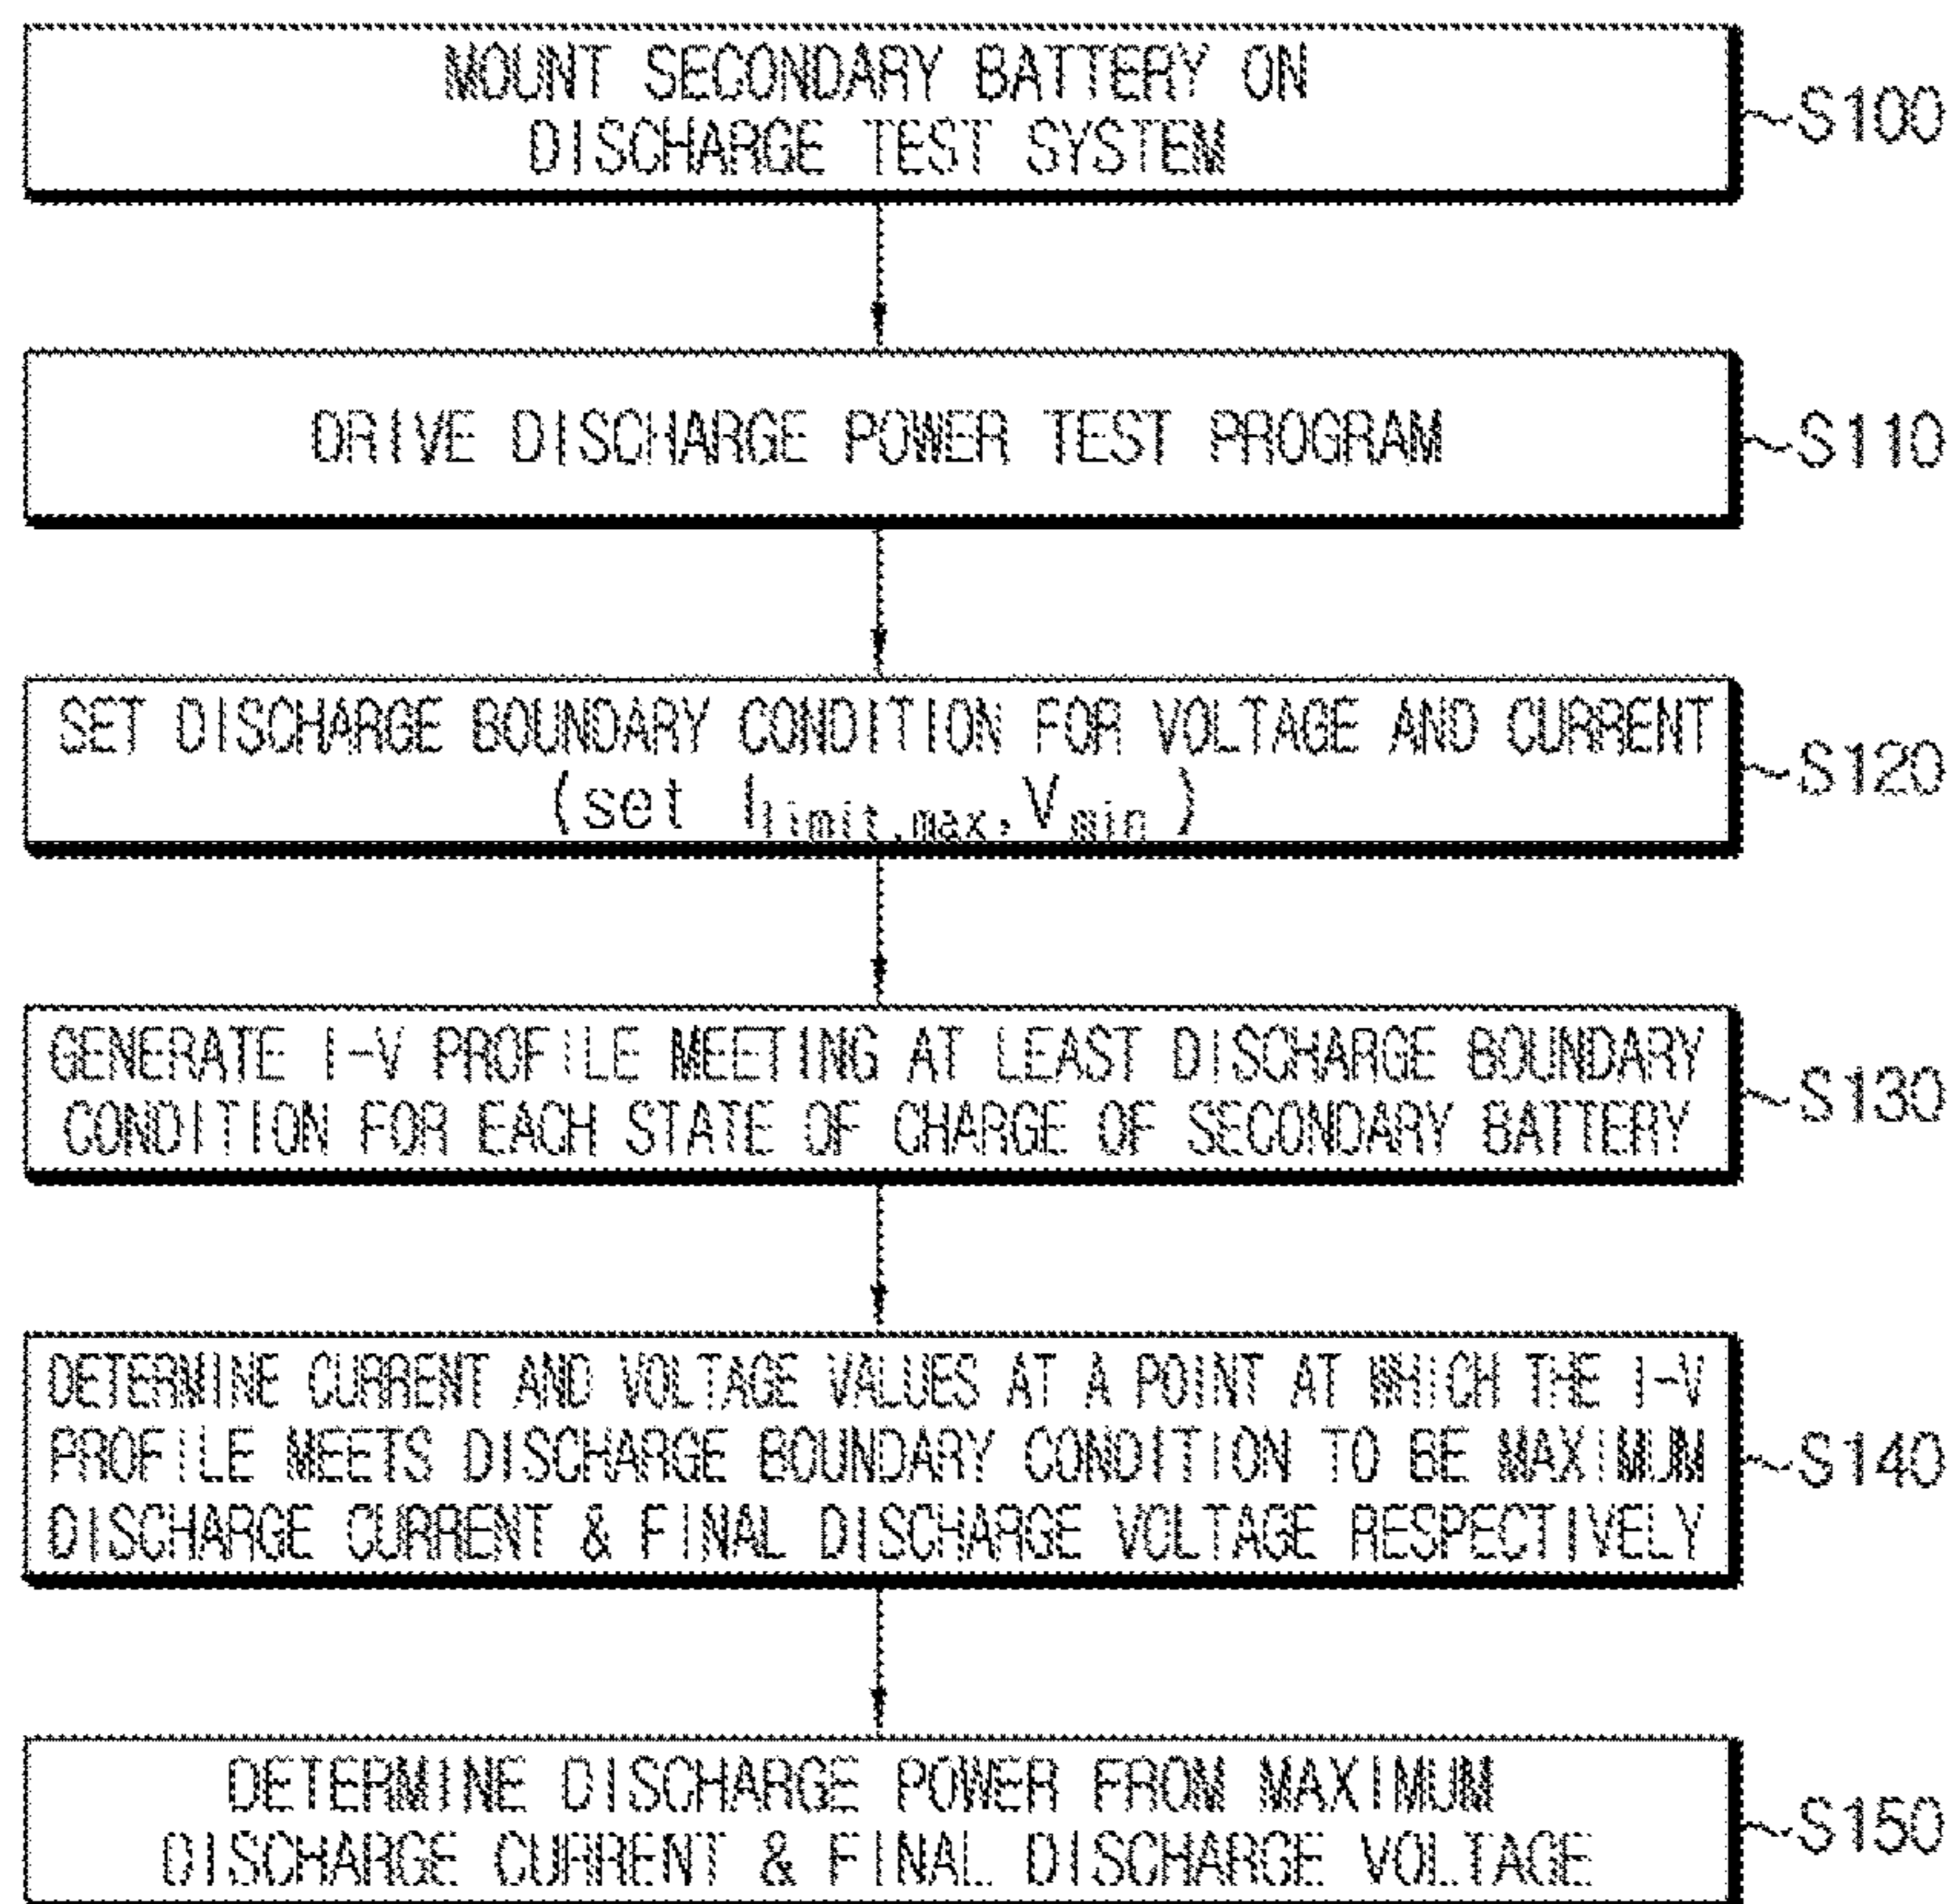 MOUNT SECONDARY BATTERY ON
DISCHARGE TEST SYSTEM
S100
DRIVE DISCHARGE POWER TEST PROGRAM
S110
SET DISCHARGE BOUNDARY CONDITION FOR VOLTAGE AND CURRENT
(set Ilimit,max, Vmin)
S120
GENERATE I-V PROFILE MEETING AT LEAST DISCHARGE BOUNDARY
CONDITION FOR EACH STATE OF CHARGE OF SECONDARY BATTERY
S130
DETERMINE CURRENT AND VOLTAGE VALUES AT A POINT AT WHICH THE I-V
PROFILE MEETS DISCHARGE BOUNDARY CONDITION TO BE MAXIMUM
DISCHARGE CURRENT & FINAL DISCHARGE VOLTAGE RESPECTIVELY
S140
DETERMINE DISCHARGE POWER FROM MAXIMUM
DISCHARGE CURRENT & FINAL DISCHARGE VOLTAGE
S150